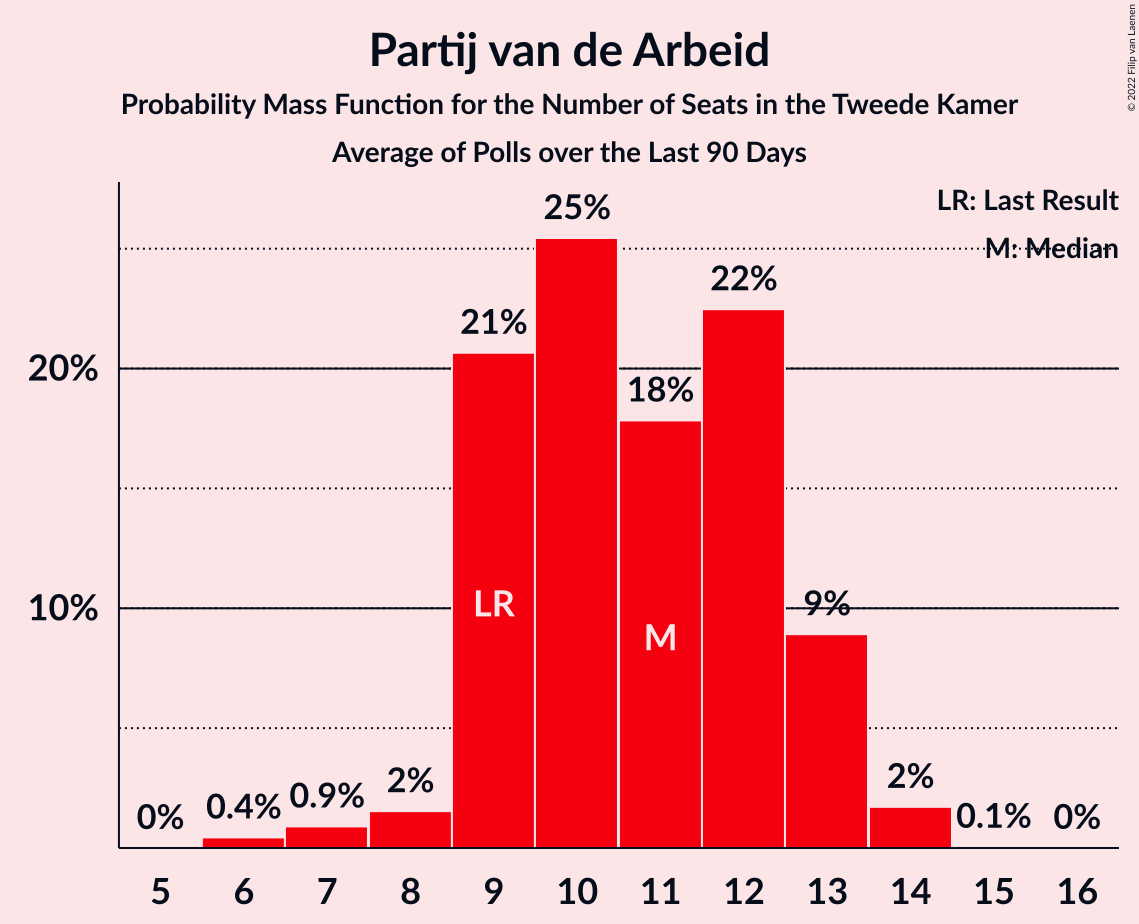 Partij van de Arbeid
Probability Mass Function for the Number of Seats in the Tweede Kamer
Average of Polls over the Last 90 Days
© 2022 Filip van Laenen
LR: Last Result
M: Median
25%
22%
21%
20%
18%
10%
LR
9%
M
0%
0.4%
0.9%
2%
2%
0.1%
0%
5 6 7 8 9 10 11 12 13 14 15 16